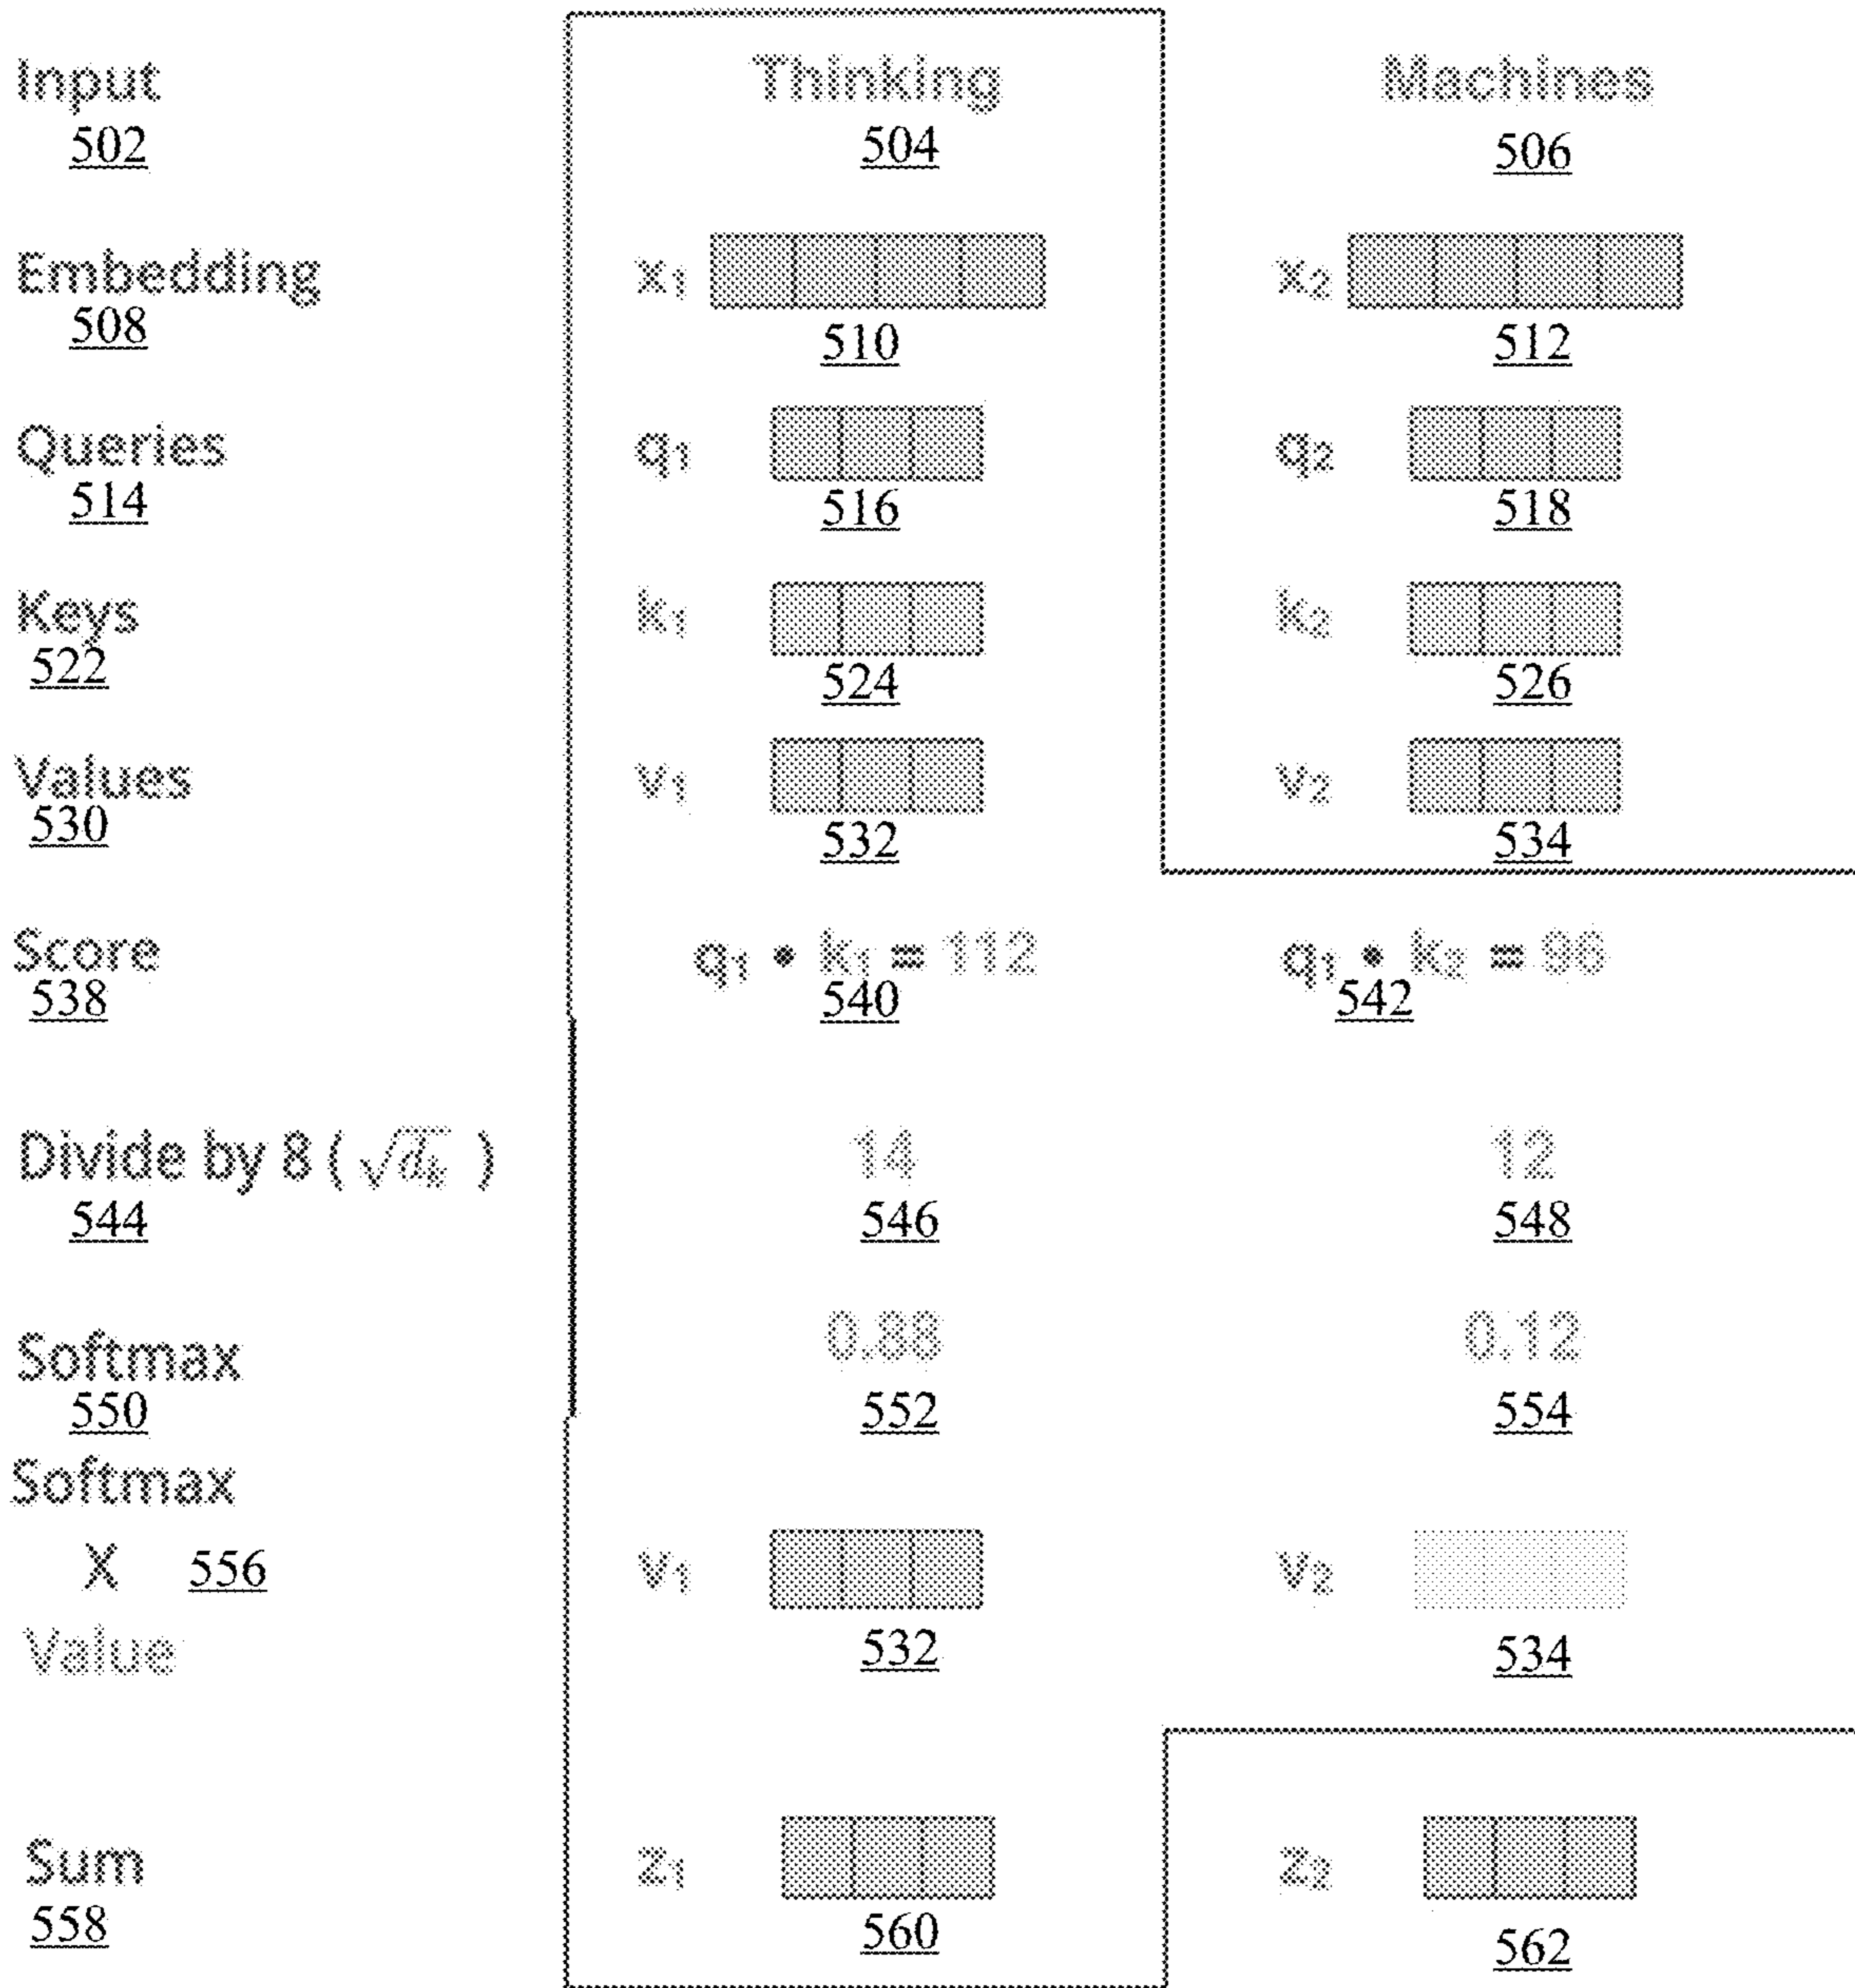 Input Thinking Machines
502 504 506
Embedding x₁ x₂
508 510 512
Queries q₁ q₂
514 516 518
Keys k₁ k₂
522 524 526
Values v₁ v₂
530 532 534
Score q₁ • k₁ = 112 q₁ • k₂ = 96
538 540 542
Divide by 8 ( √dₖ ) 14 12
544 546 548
Softmax 0.88 0.12
550 552 554
Softmax
X 556 v₁ v₂
Value 532 534
Sum z₁ z₂
558 560 562